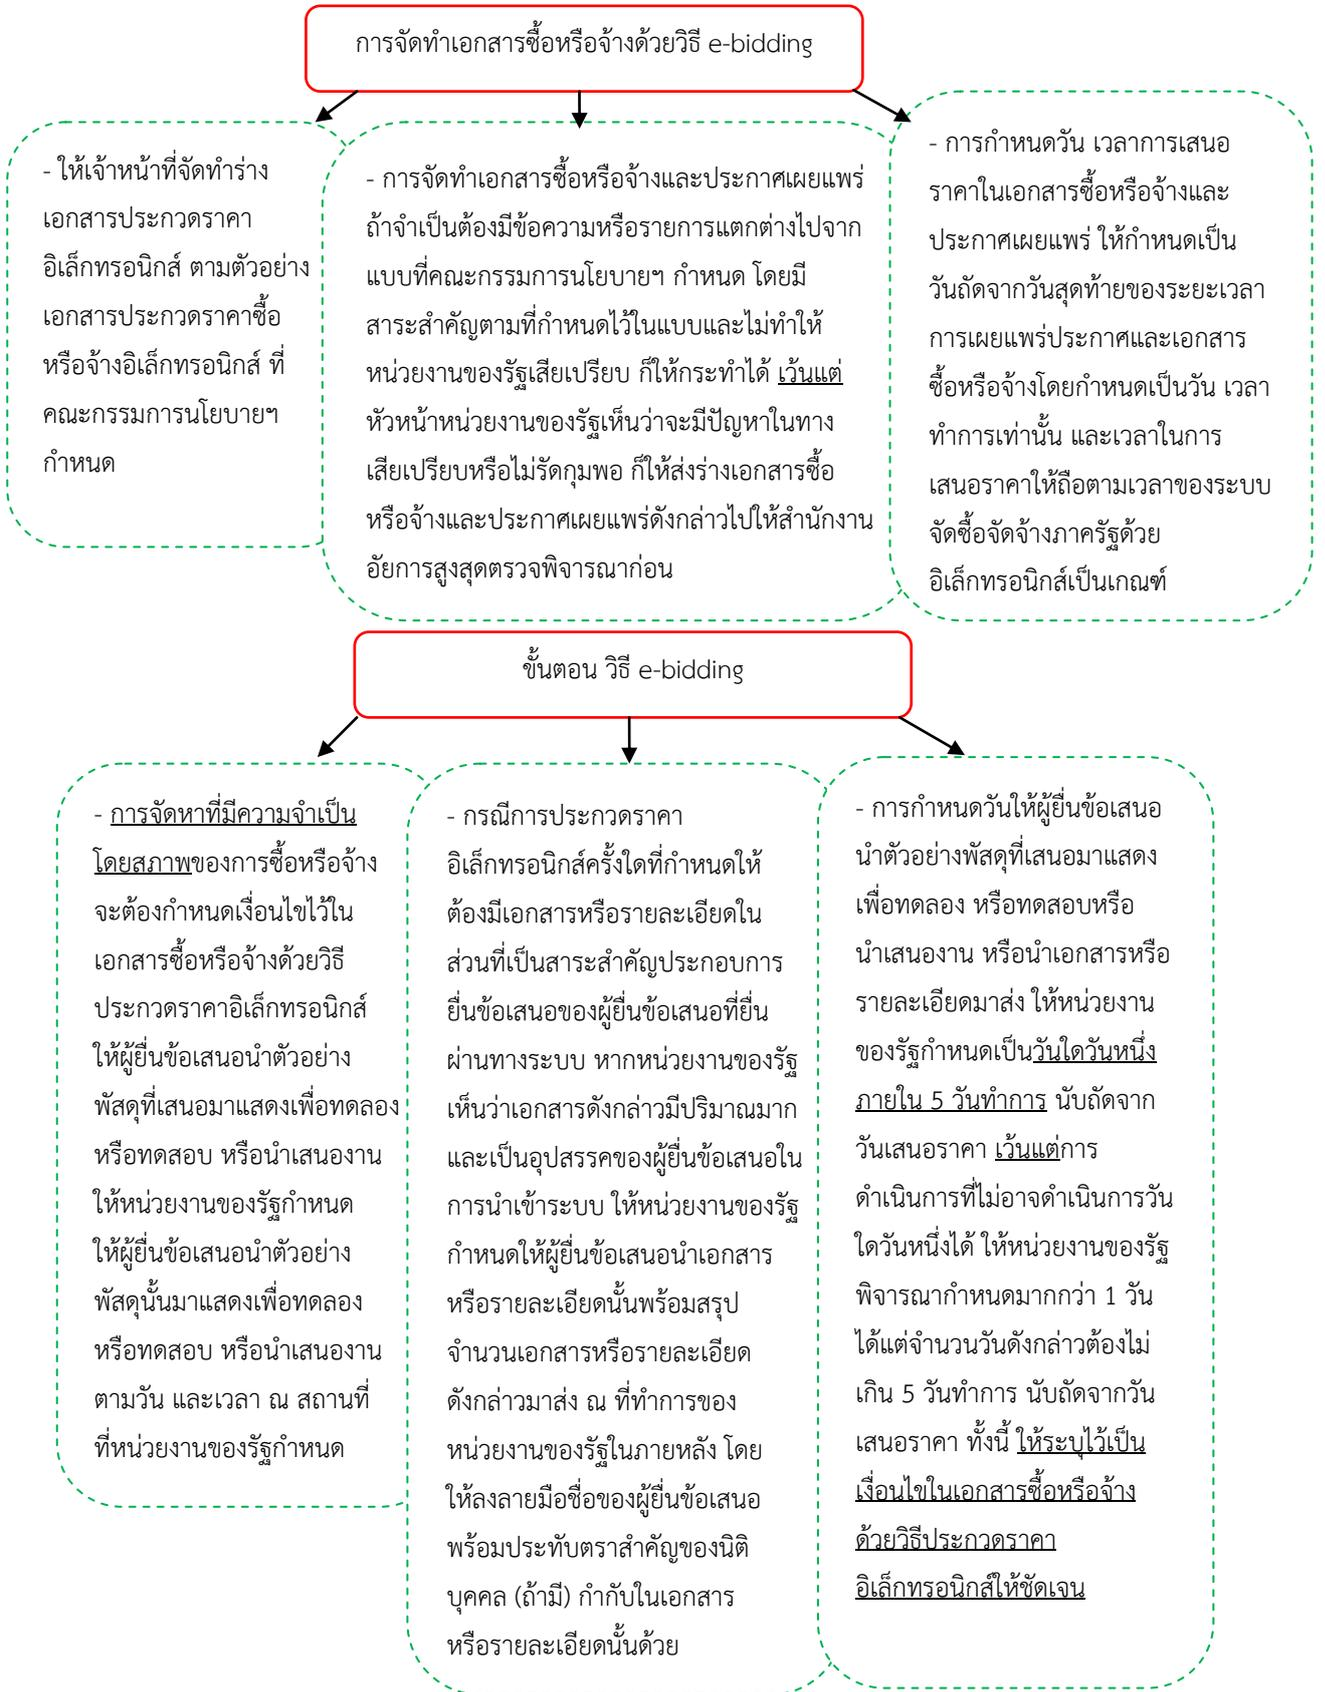 การจัดทำเอกสารซื้อหรือจ้างด้วยวิธี e-bidding
- ให้เจ้าหน้าที่จัดทำร่าง
เอกสารประกวดราคา
อิเล็กทรอนิกส์ ตามตัวอย่าง
เอกสารประกวดราคาซื้อ
หรือจ้างอิเล็กทรอนิกส์ ที่
คณะกรรมการนโยบายฯ
กำหนด
- การจัดทำเอกสารซื้อหรือจ้างและประกาศเผยแพร่
ถ้าจำเป็นต้องมีข้อความหรือรายการแตกต่างไปจาก
แบบที่คณะกรรมการนโยบายฯ กำหนด โดยมี
สาระสำคัญตามที่กำหนดไว้ในแบบและไม่ทำให้
หน่วยงานของรัฐเสียเปรียบ ก็ให้กระทำได้ เว้นแต่
หัวหน้าหน่วยงานของรัฐเห็นว่าจะมีปัญหาในทาง
เสียเปรียบหรือไม่รัดกุมพอ ก็ให้ส่งร่างเอกสารซื้อ
หรือจ้างและประกาศเผยแพร่ดังกล่าวไปให้สำนักงาน
อัยการสูงสุดตรวจพิจารณาก่อน
- การกำหนดวัน เวลาการเสนอ
ราคาในเอกสารซื้อหรือจ้างและ
ประกาศเผยแพร่ ให้กำหนดเป็น
วันถัดจากวันสุดท้ายของระยะเวลา
การเผยแพร่ประกาศและเอกสาร
ซื้อหรือจ้างโดยกำหนดเป็นวัน เวลา
ทำการเท่านั้น และเวลาในการ
เสนอราคาให้ถือตามเวลาของระบบ
จัดซื้อจัดจ้างภาครัฐด้วย
อิเล็กทรอนิกส์เป็นเกณฑ์
ขั้นตอน วิธี e-bidding
- การจัดหาที่มีความจำเป็น
โดยสภาพของการซื้อหรือจ้าง
จะต้องกำหนดเงื่อนไขไว้ใน
เอกสารซื้อหรือจ้างด้วยวิธี
ประกวดราคาอิเล็กทรอนิกส์
ให้ผู้ยื่นข้อเสนอนำตัวอย่าง
พัสดุที่เสนอมาแสดงเพื่อทดลอง
หรือทดสอบ หรือนำเสนองาน
ให้หน่วยงานของรัฐกำหนด
ให้ผู้ยื่นข้อเสนอนำตัวอย่าง
พัสดุนั้นมาแสดงเพื่อทดลอง
หรือทดสอบ หรือนำเสนองาน
ตามวัน และเวลา ณ สถานที่
ที่หน่วยงานของรัฐกำหนด
- กรณีการประกวดราคา
อิเล็กทรอนิกส์ครั้งใดที่กำหนดให้
ต้องมีเอกสารหรือรายละเอียดใน
ส่วนที่เป็นสาระสำคัญประกอบการ
ยื่นข้อเสนอของผู้ยื่นข้อเสนอที่ยื่น
ผ่านทางระบบ หากหน่วยงานของรัฐ
เห็นว่าเอกสารดังกล่าวมีปริมาณมาก
และเป็นอุปสรรคของผู้ยื่นข้อเสนอใน
การนำเข้าระบบ ให้หน่วยงานของรัฐ
กำหนดให้ผู้ยื่นข้อเสนอนำเอกสาร
หรือรายละเอียดนั้นพร้อมสรุป
จำนวนเอกสารหรือรายละเอียด
ดังกล่าวมาส่ง ณ ที่ทำการของ
หน่วยงานของรัฐในภายหลัง โดย
ให้ลงลายมือชื่อของผู้ยื่นข้อเสนอ
พร้อมประทับตราสำคัญของนิติ
บุคคล (ถ้ามี) กำกับในเอกสาร
หรือรายละเอียดนั้นด้วย
- การกำหนดวันให้ผู้ยื่นข้อเสนอ
นำตัวอย่างพัสดุที่เสนอมาแสดง
เพื่อทดลอง หรือทดสอบหรือ
นำเสนองาน หรือนำเอกสารหรือ
รายละเอียดมาส่ง ให้หน่วยงาน
ของรัฐกำหนดเป็นวันใดวันหนึ่ง
ภายใน 5 วันทำการ นับถัดจาก
วันเสนอราคา เว้นแต่การ
ดำเนินการที่ไม่อาจดำเนินการวัน
ใดวันหนึ่งได้ ให้หน่วยงานของรัฐ
พิจารณากำหนดมากกว่า 1 วัน
ได้แต่จำนวนวันดังกล่าวต้องไม่
เกิน 5 วันทำการ นับถัดจากวัน
เสนอราคา ทั้งนี้ ให้ระบุไว้เป็น
เงื่อนไขในเอกสารซื้อหรือจ้าง
ด้วยวิธีประกวดราคา
อิเล็กทรอนิกส์ให้ชัดเจน